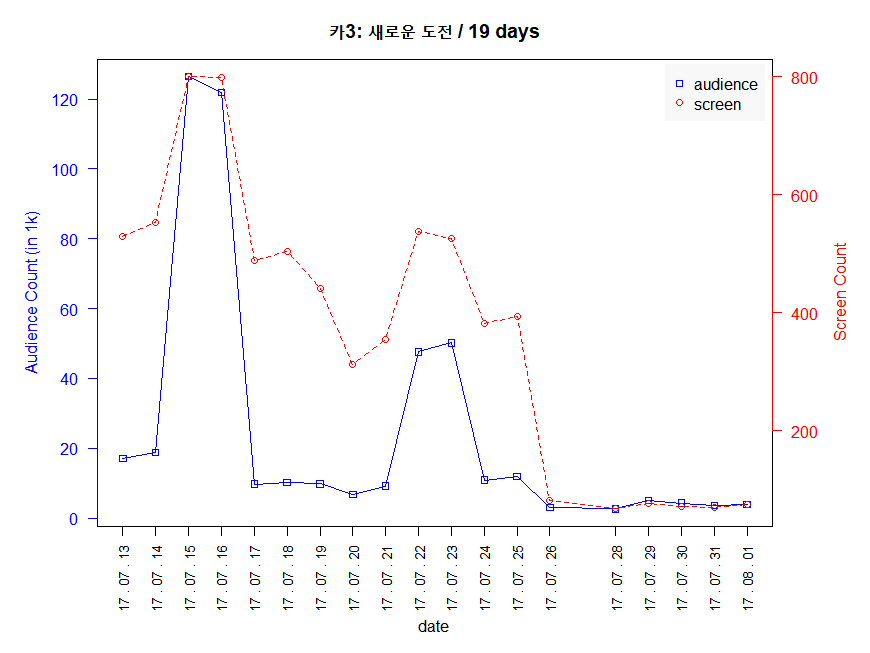 카3: 새로운 도전 / 19 days
audience
screen
Audience Count (in 1k)
120
100
80
60
40
20
0
800
600
400
200
Screen Count
17 . 07 . 13
17 . 07 . 14
17 . 07 . 15
17 . 07 . 16
17 . 07 . 17
17 . 07 . 18
17 . 07 . 19
17 . 07 . 20
17 . 07 . 21
17 . 07 . 22
17 . 07 . 23
17 . 07 . 24
17 . 07 . 25
17 . 07 . 26
17 . 07 . 28
17 . 07 . 29
17 . 07 . 30
17 . 07 . 31
17 . 08 . 01
date